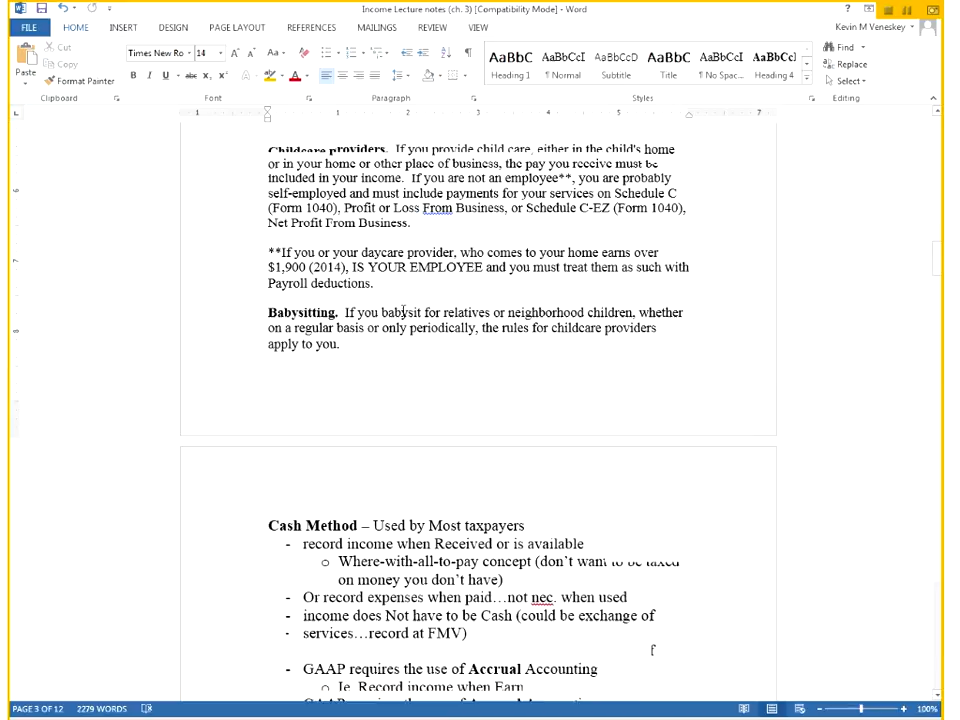 Income Lecture notes (ch. 3) [Compatibility Mode] - Word
FILE HOME INSERT DESIGN PAGE LAYOUT REFERENCES MAILINGS REVIEW VIEW
Kevin M Veneskey
Cut
Copy
Format Painter
Paste
Times New Ro 14
AaBbC AaBbCcI AaBbCcD AaBbC AaBbCcI AaBbCcI
Heading 1 ¶ Normal Subtitle Title ¶ No Spac... Heading 4
Find
Replace
Select
Clipboard Font Paragraph Styles Editing
Childcare providers. If you provide child care, either in the child's home
or in your home or other place of business, the pay you receive must be
included in your income. If you are not an employee**, you are probably
self-employed and must include payments for your services on Schedule C
(Form 1040), Profit or Loss From Business, or Schedule C-EZ (Form 1040),
Net Profit From Business.
**If you or your daycare provider, who comes to your home earns over
$1,900 (2014), IS YOUR EMPLOYEE and you must treat them as such with
Payroll deductions.
Babysitting. If you babysit for relatives or neighborhood children, whether
on a regular basis or only periodically, the rules for childcare providers
apply to you.
Cash Method – Used by Most taxpayers
- record income when Received or is available
o Where-with-all-to-pay concept (don't want to be taxed
on money you don't have)
- Or record expenses when paid…not nec. when used
- income does Not have to be Cash (could be exchange of
- services…record at FMV)
f
- GAAP requires the use of Accrual Accounting
o Ie. Record income when Earn
PAGE 3 OF 12 2279 WORDS 100%